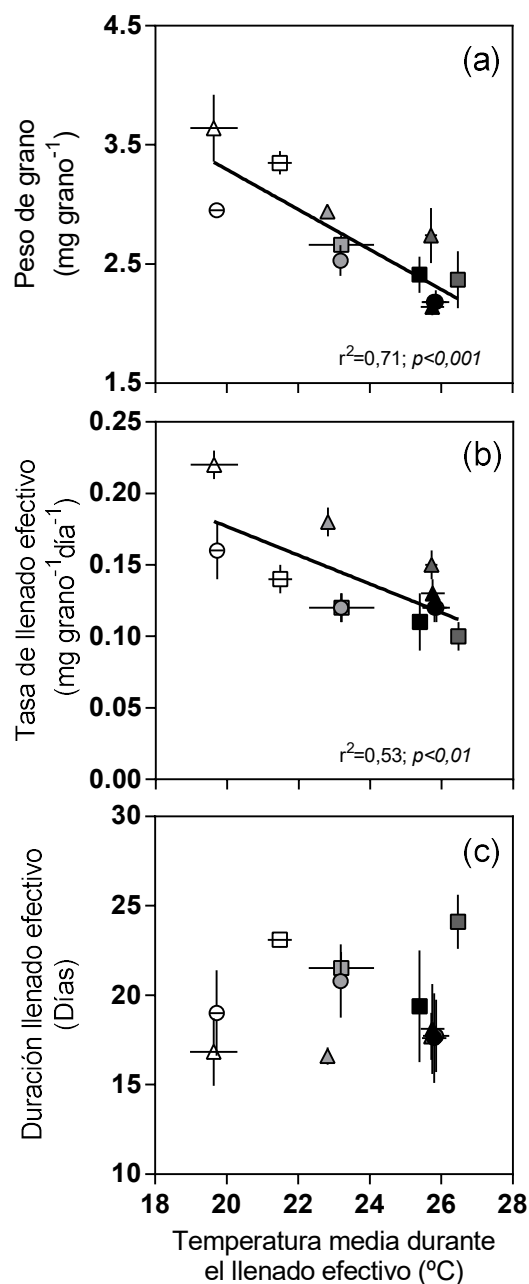 4.5
(a)
3.5
Peso de grano
(mg grano⁻¹)
2.5
r²=0,71; p<0,001
1.5
0.25
(b)
0.20
0.15
Tasa de llenado efectivo
(mg grano⁻¹día⁻¹)
0.10
0.05
r²=0,53; p<0,01
0.00
30
(c)
25
Duración llenado efectivo
(Días)
20
15
10
18 20 22 24 26 28
Temperatura media durante
el llenado efectivo (ºC)